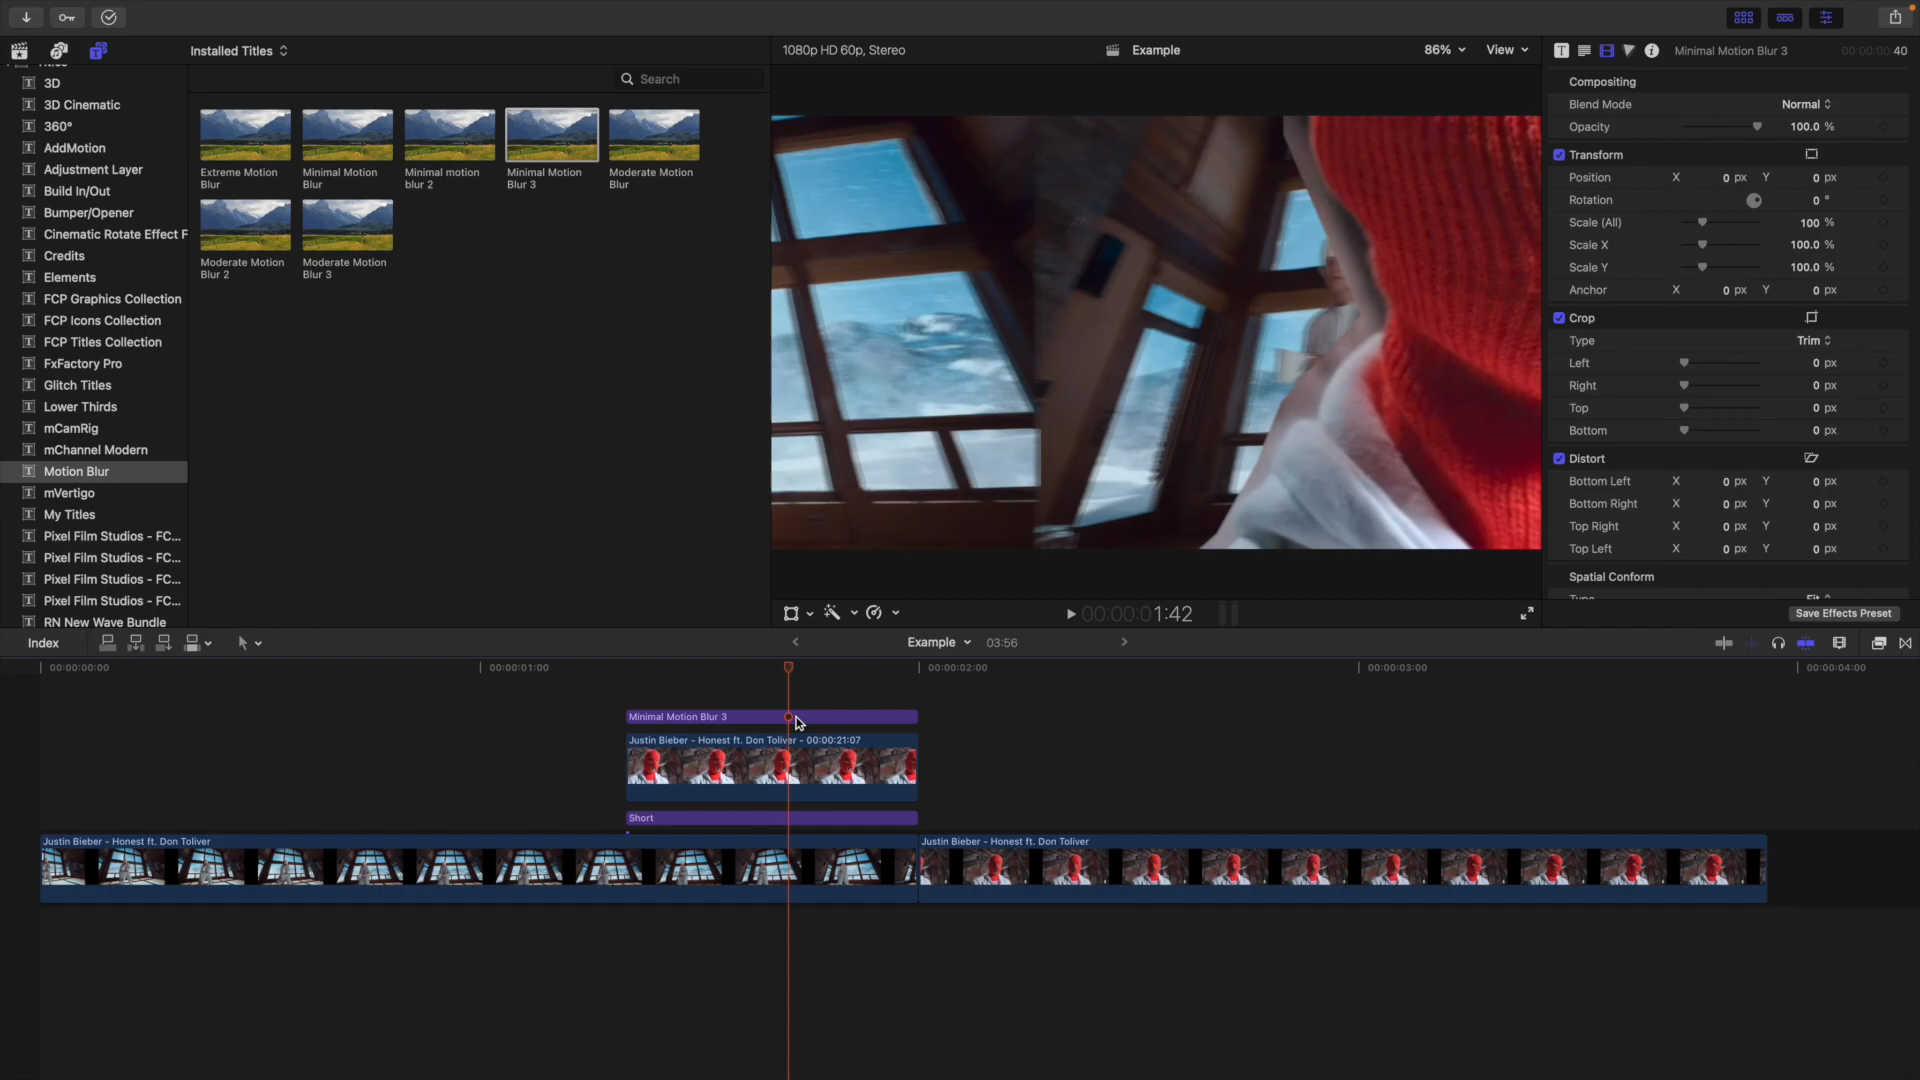 Installed Titles
1080p HD 60p, Stereo
Example
86%
View
Minimal Motion Blur 3
40
Search
3D
3D Cinematic
360°
AddMotion
Adjustment Layer
Build In/Out
Bumper/Opener
Cinematic Rotate Effect F
Credits
Elements
FCP Graphics Collection
FCP Icons Collection
FCP Titles Collection
FxFactory Pro
Glitch Titles
Lower Thirds
mCamRig
mChannel Modern
Motion Blur
mVertigo
My Titles
Pixel Film Studios - FC...
Pixel Film Studios - FC...
Pixel Film Studios - FC...
Pixel Film Studios - FC...
RN New Wave Bundle
Extreme Motion
Blur
Minimal Motion
Blur
Minimal motion
blur 2
Minimal Motion
Blur 3
Moderate Motion
Blur
Moderate Motion
Blur 2
Moderate Motion
Blur 3
Compositing
Blend Mode Normal
Opacity 100.0 %
Transform
Position X 0 px Y 0 px
Rotation 0 °
Scale (All) 100 %
Scale X 100.0 %
Scale Y 100.0 %
Anchor X 0 px Y 0 px
Crop
Type Trim
Left 0 px
Right 0 px
Top 0 px
Bottom 0 px
Distort
Bottom Left X 0 px Y 0 px
Bottom Right X 0 px Y 0 px
Top Right X 0 px Y 0 px
Top Left X 0 px Y 0 px
Spatial Conform
00:00:01:42
Save Effects Preset
Index
Example
03:56
00:00:00:00
00:00:01:00
00:00:02:00
00:00:03:00
00:00:04:00
Minimal Motion Blur 3
Justin Bieber - Honest ft. Don Toliver - 00:00:21:07
Short
Justin Bieber - Honest ft. Don Toliver
Justin Bieber - Honest ft. Don Toliver